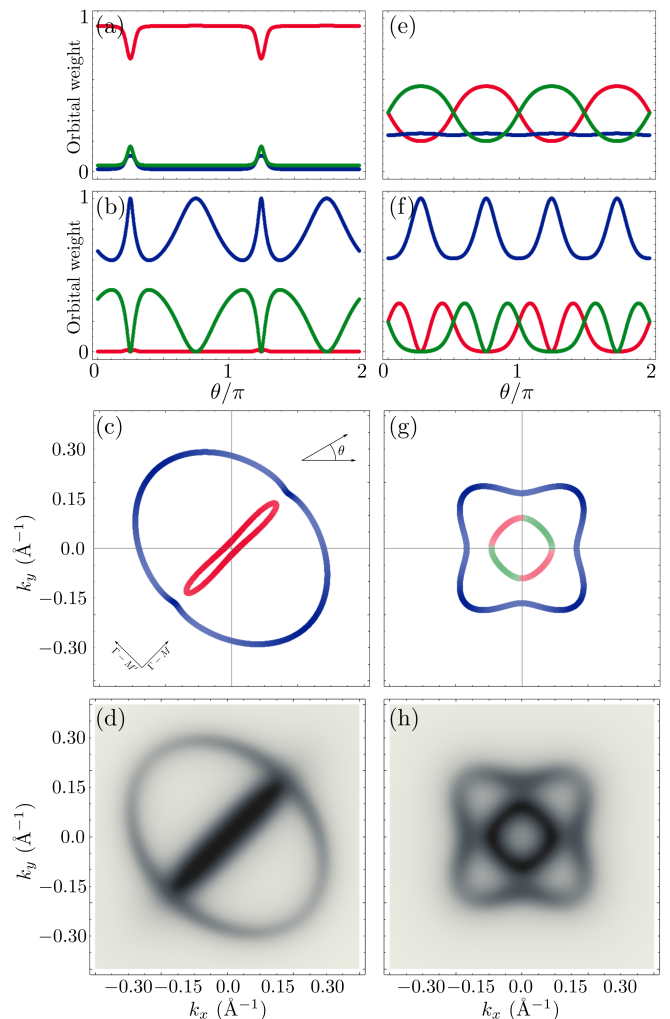 (a)
1
Orbital weight
0
(e)
(b)
1
Orbital weight
0
0
1
2
θ/π
(f)
0
1
2
θ/π
(c)
0.30
0.15
0.0
−0.15
−0.30
k_y (Å⁻¹)
θ
Γ−M′
Γ−M
(g)
(d)
0.30
0.15
0.0
−0.15
−0.30
k_y (Å⁻¹)
−0.30
−0.15
0.0
0.15
0.30
k_x (Å⁻¹)
(h)
−0.30
−0.15
0.0
0.15
0.30
k_x (Å⁻¹)